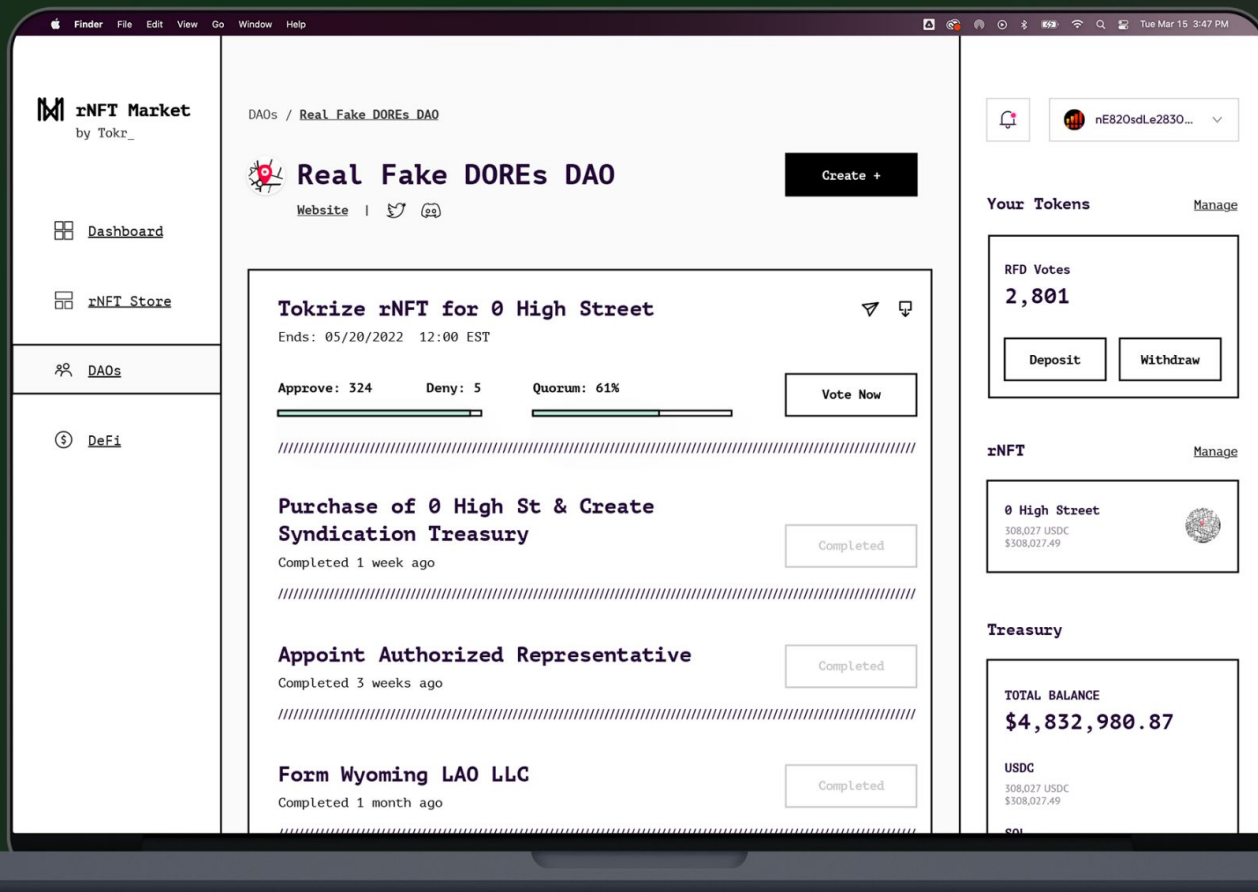 Finder File Edit View Go Window Help
Tue Mar 15 3:47 PM
rNFT Market
by Tokr_
Dashboard
rNFT Store
DAOs
DeFi
DAOs / Real Fake DOREs DAO
Real Fake DOREs DAO
Create +
Website |
Tokrize rNFT for 0 High Street
Ends: 05/20/2022 12:00 EST
Approve: 324 Deny: 5 Quorum: 61%
Vote Now
////////////////////////////////////////////////////////////////////////////////
Purchase of 0 High St & Create
Syndication Treasury
Completed 1 week ago
Completed
////////////////////////////////////////////////////////////////////////////////
Appoint Authorized Representative
Completed 3 weeks ago
Completed
////////////////////////////////////////////////////////////////////////////////
Form Wyoming LAO LLC
Completed 1 month ago
Completed
////////////////////////////////////////////////////////////////////////////////
nE820sdLe2830...
Your Tokens Manage
RFD Votes
2,801
Deposit Withdraw
rNFT Manage
0 High Street
308,027 USDC
$308,027.49
Treasury
TOTAL BALANCE
$4,832,980.87
USDC
308,027 USDC
$308,027.49